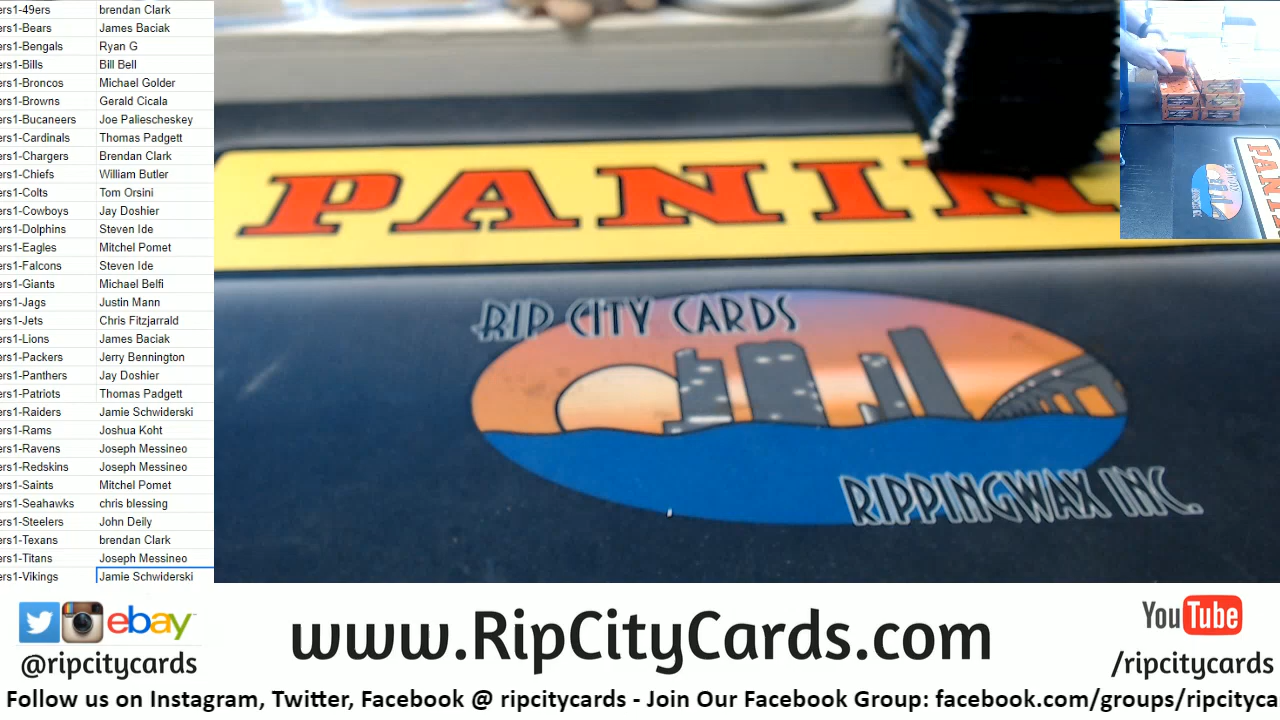 ers1-49ers brendan Clark
ers1-Bears James Baciak
ers1-Bengals Ryan G
ers1-Bills Bill Bell
ers1-Broncos Michael Golder
ers1-Browns Gerald Cicala
ers1-Bucaneers Joe Paliescheskey
ers1-Cardinals Thomas Padgett
ers1-Chargers Brendan Clark
ers1-Chiefs William Butler
ers1-Colts Tom Orsini
ers1-Cowboys Jay Doshier
ers1-Dolphins Steven Ide
ers1-Eagles Mitchel Pomet
ers1-Falcons Steven Ide
ers1-Giants Michael Belfi
ers1-Jags Justin Mann
ers1-Jets Chris Fitzjarrald
ers1-Lions James Baciak
ers1-Packers Jerry Bennington
ers1-Panthers Jay Doshier
ers1-Patriots Thomas Padgett
ers1-Raiders Jamie Schwiderski
ers1-Rams Joshua Koht
ers1-Ravens Joseph Messineo
ers1-Redskins Joseph Messineo
ers1-Saints Mitchel Pomet
ers1-Seahawks chris blessing
ers1-Steelers John Deily
ers1-Texans brendan Clark
ers1-Titans Joseph Messineo
ers1-Vikings Jamie Schwiderski
PANIN
RIP CITY CARDS
RIPPINGWAX INC.
PANI
ebay
@ripcitycards
www.RipCityCards.com
YouTube
/ripcitycards
Follow us on Instagram, Twitter, Facebook @ ripcitycards - Join Our Facebook Group: facebook.com/groups/ripcityca